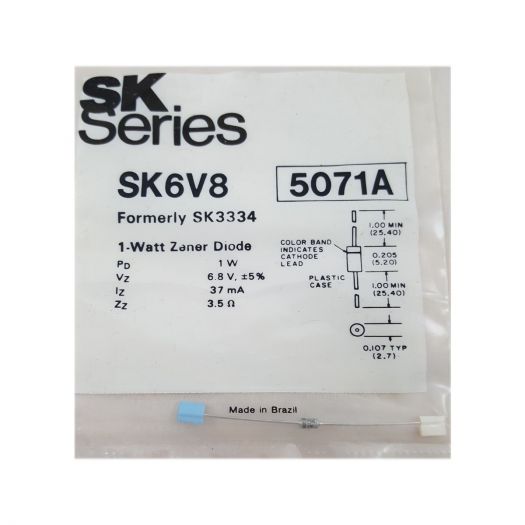 SK
Series
SK6V8 5071A
Formerly SK3334
1-Watt Zener Diode
PD 1 W
VZ 6.8 V, ±5%
IZ 37 mA
ZZ 3.5 Ω
COLOR BAND
INDICATES
CATHODE
LEAD
PLASTIC
CASE
1.00 MIN
(25.40)
0.205
(5.20)
1.00 MIN
(25.40)
0.107 TYP
(2.7)
Made in Brazil